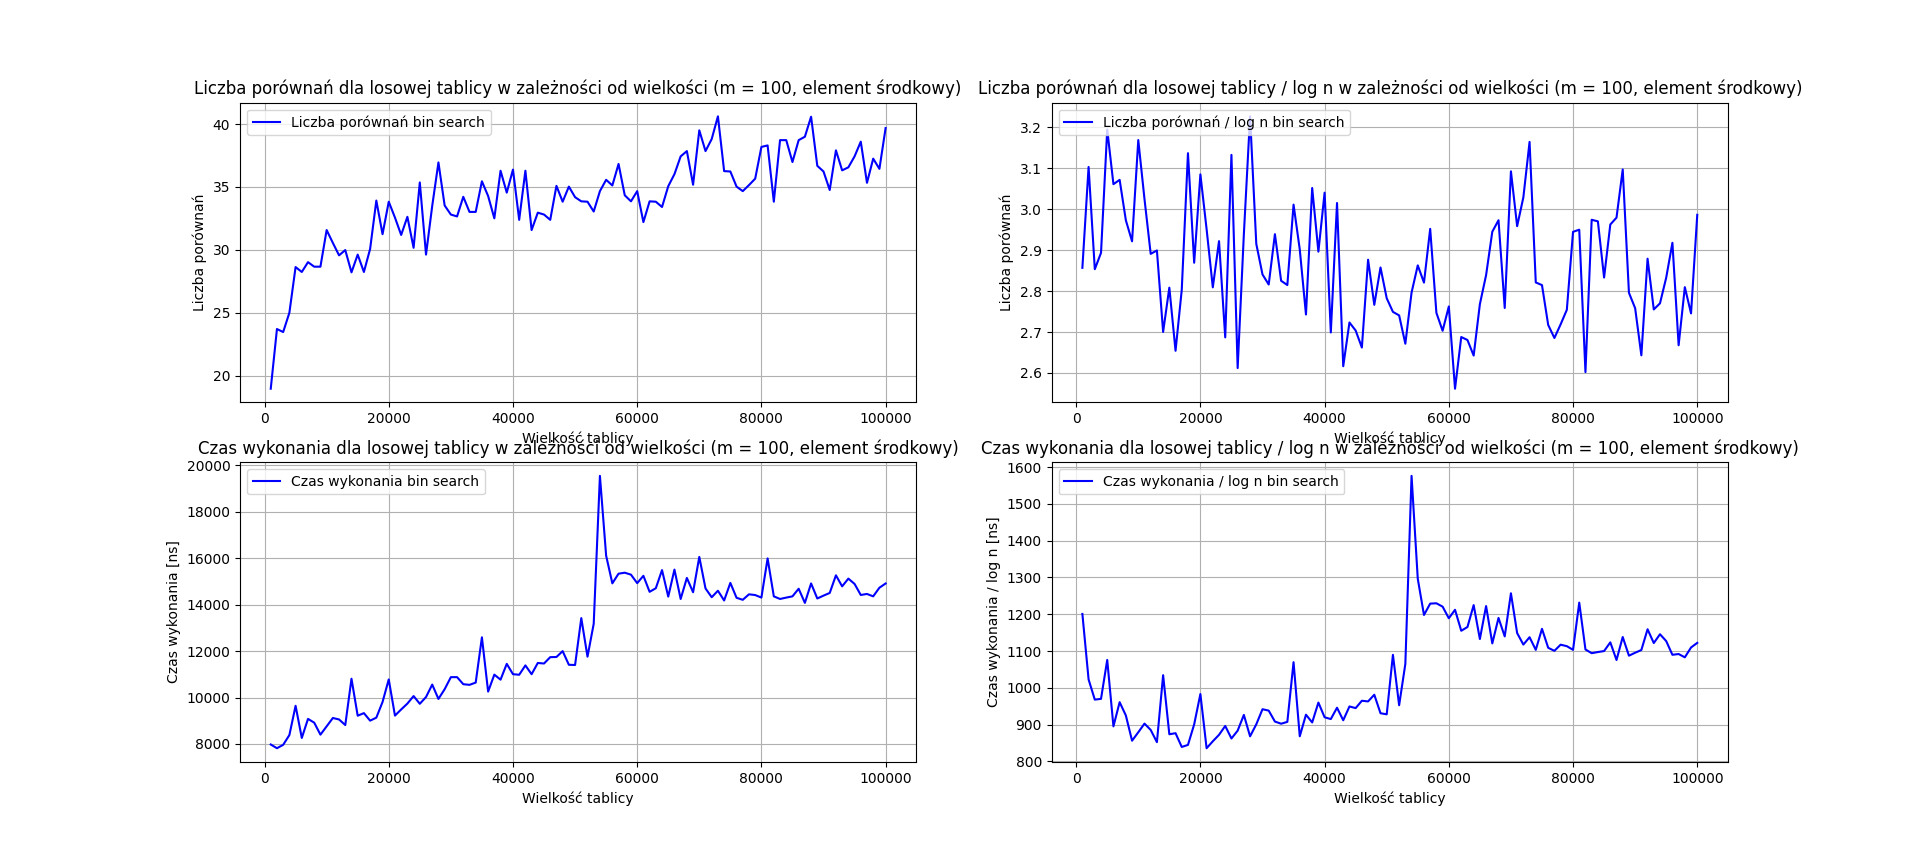 Liczba porównań dla losowej tablicy w zależności od wielkości (m = 100, element środkowy)
Liczba porównań bin search
40
35
30
25
20
Liczba porównań
0 20000 40000 60000 80000 100000
Wielkość tablicy
Liczba porównań dla losowej tablicy / log n w zależności od wielkości (m = 100, element środkowy)
Liczba porównań / log n bin search
3.2
3.1
3.0
2.9
2.8
2.7
2.6
Liczba porównań
0 20000 40000 60000 80000 100000
Wielkość tablicy
Czas wykonania dla losowej tablicy w zależności od wielkości (m = 100, element środkowy)
Czas wykonania bin search
20000
18000
16000
14000
12000
10000
8000
Czas wykonania [ns]
0 20000 40000 60000 80000 100000
Wielkość tablicy
Czas wykonania dla losowej tablicy / log n w zależności od wielkości (m = 100, element środkowy)
Czas wykonania / log n bin search
1600
1500
1400
1300
1200
1100
1000
900
800
Czas wykonania / log n [ns]
0 20000 40000 60000 80000 100000
Wielkość tablicy